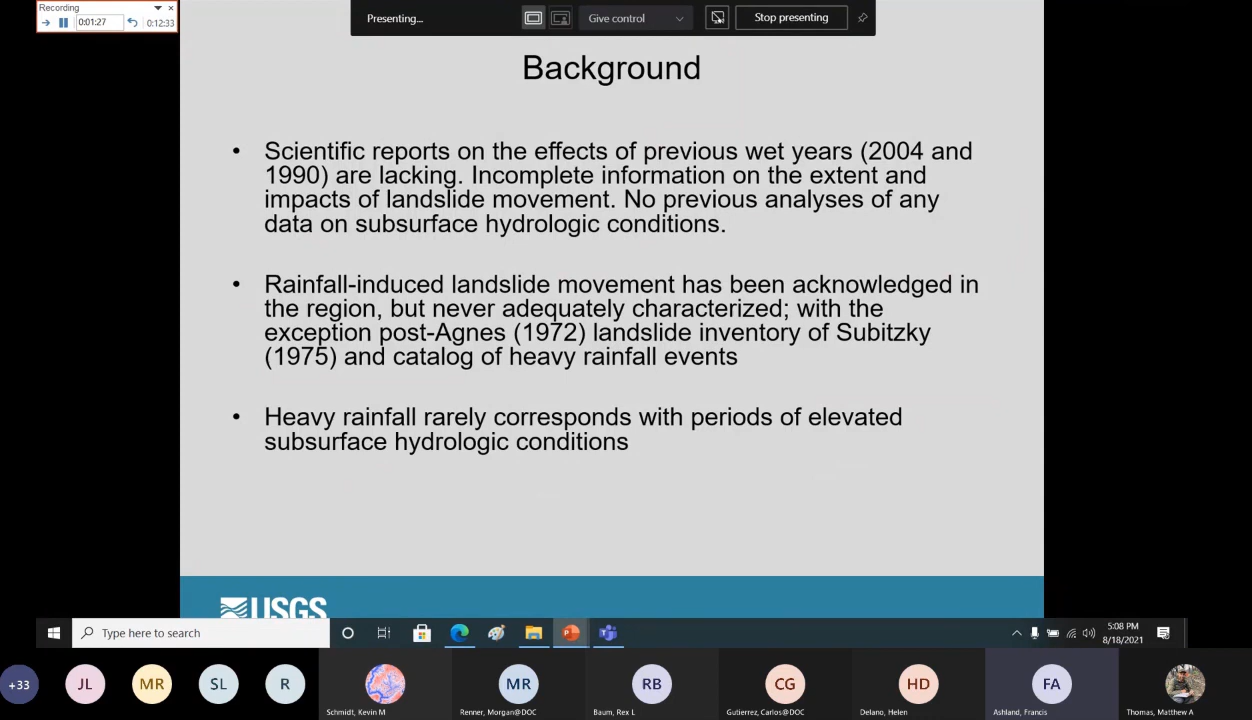 Recording
0:01:27
0:12:33
Presenting...
Give control
Stop presenting
Background
• Scientific reports on the effects of previous wet years (2004 and
1990) are lacking. Incomplete information on the extent and
impacts of landslide movement. No previous analyses of any
data on subsurface hydrologic conditions.
• Rainfall-induced landslide movement has been acknowledged in
the region, but never adequately characterized; with the
exception post-Agnes (1972) landslide inventory of Subitzky
(1975) and catalog of heavy rainfall events
• Heavy rainfall rarely corresponds with periods of elevated
subsurface hydrologic conditions
USGS
Type here to search
5:08 PM
8/18/2021
+33
JL
MR
SL
R
MR
RB
CG
HD
FA
Schmidt, Kevin M
Renner, Morgan@DOC
Baum, Rex L
Gutierrez, Carlos@DOC
Delano, Helen
Ashland, Francis
Thomas, Matthew A